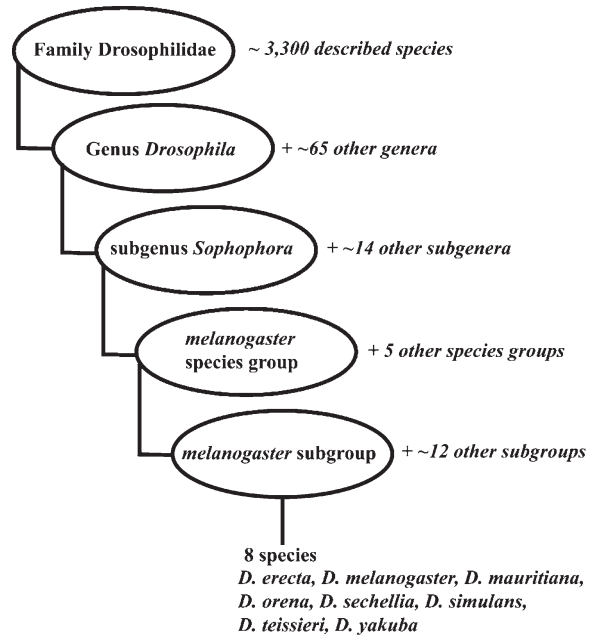 Family Drosophilidae ~ 3,300 described species
Genus Drosophila + ~65 other genera
subgenus Sophophora + ~14 other subgenera
melanogaster
species group + 5 other species groups
melanogaster subgroup + ~12 other subgroups
8 species
D. erecta, D. melanogaster, D. mauritiana,
D. orena, D. sechellia, D. simulans,
D. teissieri, D. yakuba